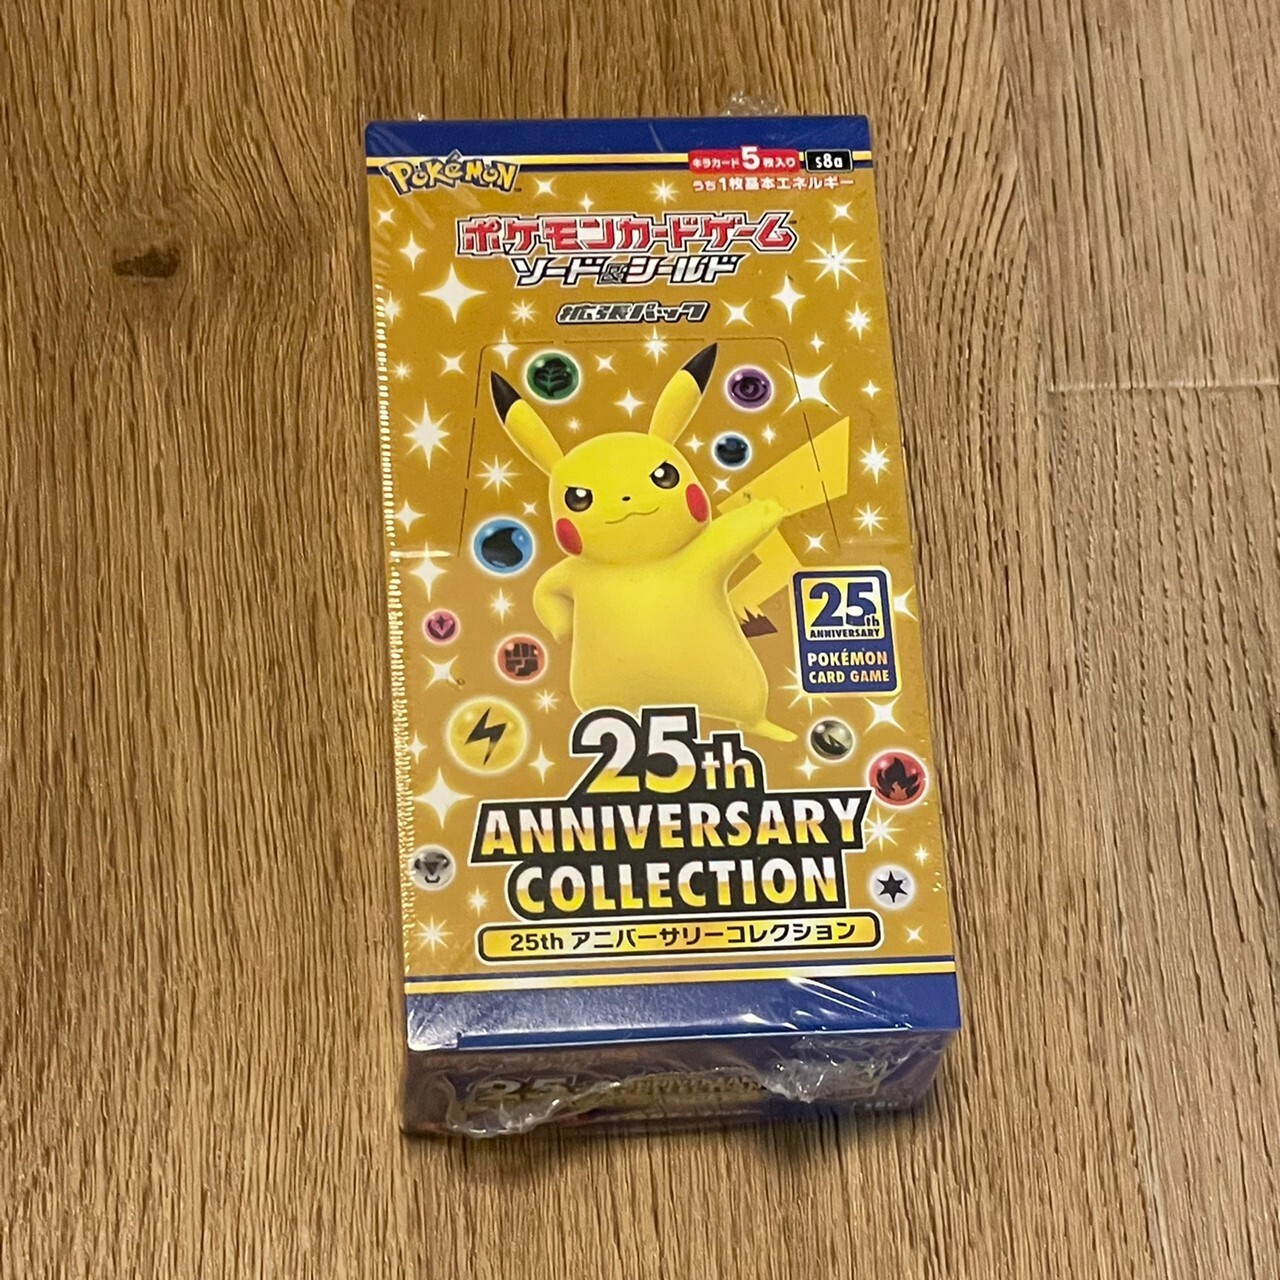 Pokémon
キラカード5枚入り
s8a
うち1枚基本エネルギー
ポケモンカードゲーム
ソード&シールド
拡張パック
25th
ANNIVERSARY
POKÉMON
CARD GAME
25th
ANNIVERSARY
COLLECTION
25th アニバーサリーコレクション